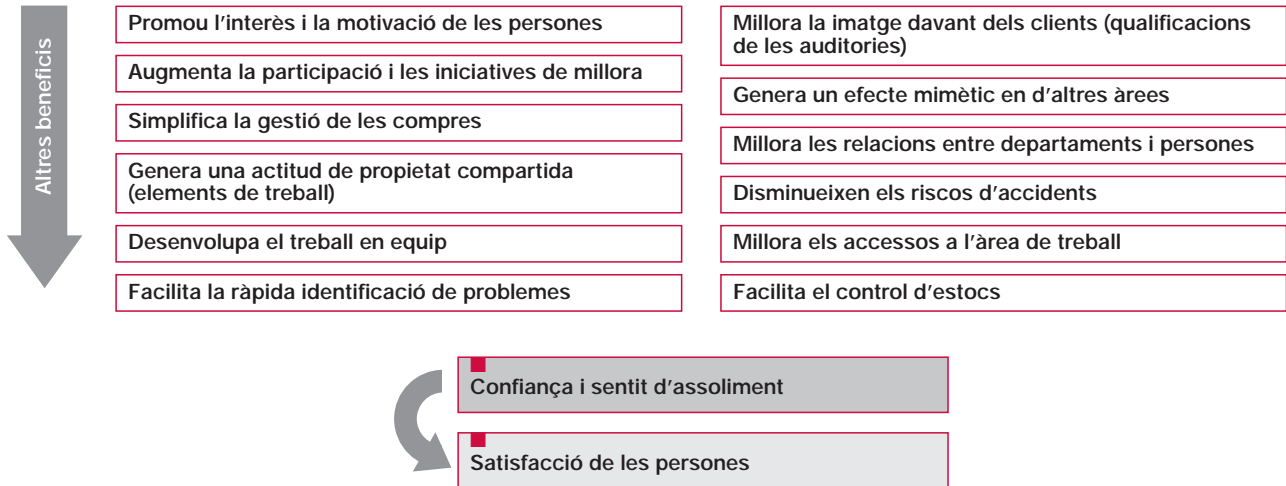 Altres beneficis
Promou l'interès i la motivació de les persones
Augmenta la participació i les iniciatives de millora
Simplifica la gestió de les compres
Genera una actitud de propietat compartida
(elements de treball)
Desenvolupa el treball en equip
Facilita la ràpida identificació de problemes
Millora la imatge davant dels clients (qualificacions
de les auditories)
Genera un efecte mimètic en d'altres àrees
Millora les relacions entre departaments i persones
Disminueixen els riscos d'accidents
Millora els accessos a l'àrea de treball
Facilita el control d'estocs
Confiança i sentit d'assoliment
Satisfacció de les persones